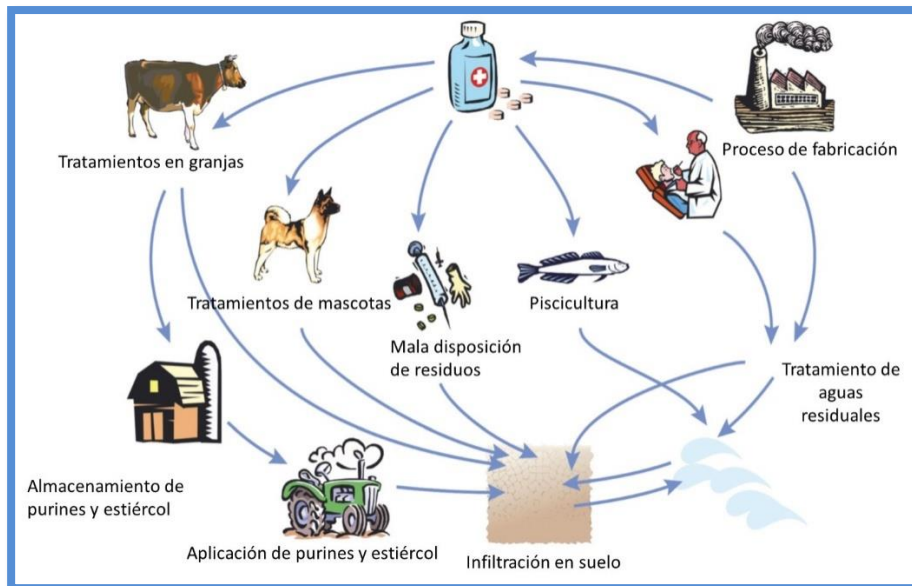 Tratamientos en granjas
Proceso de fabricación
Tratamientos de mascotas
Piscicultura
Mala disposición
de residuos
Tratamiento de
aguas
residuales
Almacenamiento de
purines y estiércol
Aplicación de purines y estiércol
Infiltración en suelo